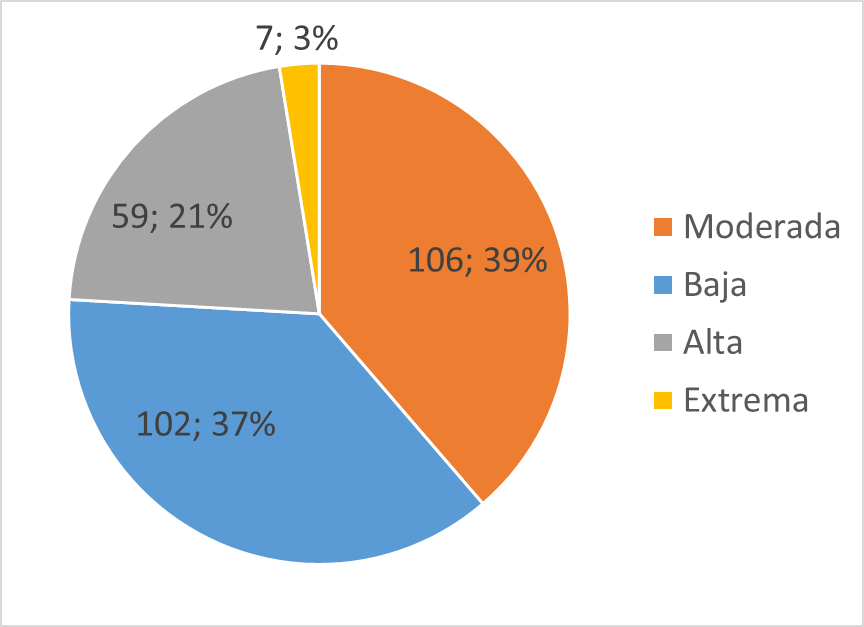 7; 3%
59; 21%
106; 39%
102; 37%
Moderada
Baja
Alta
Extrema